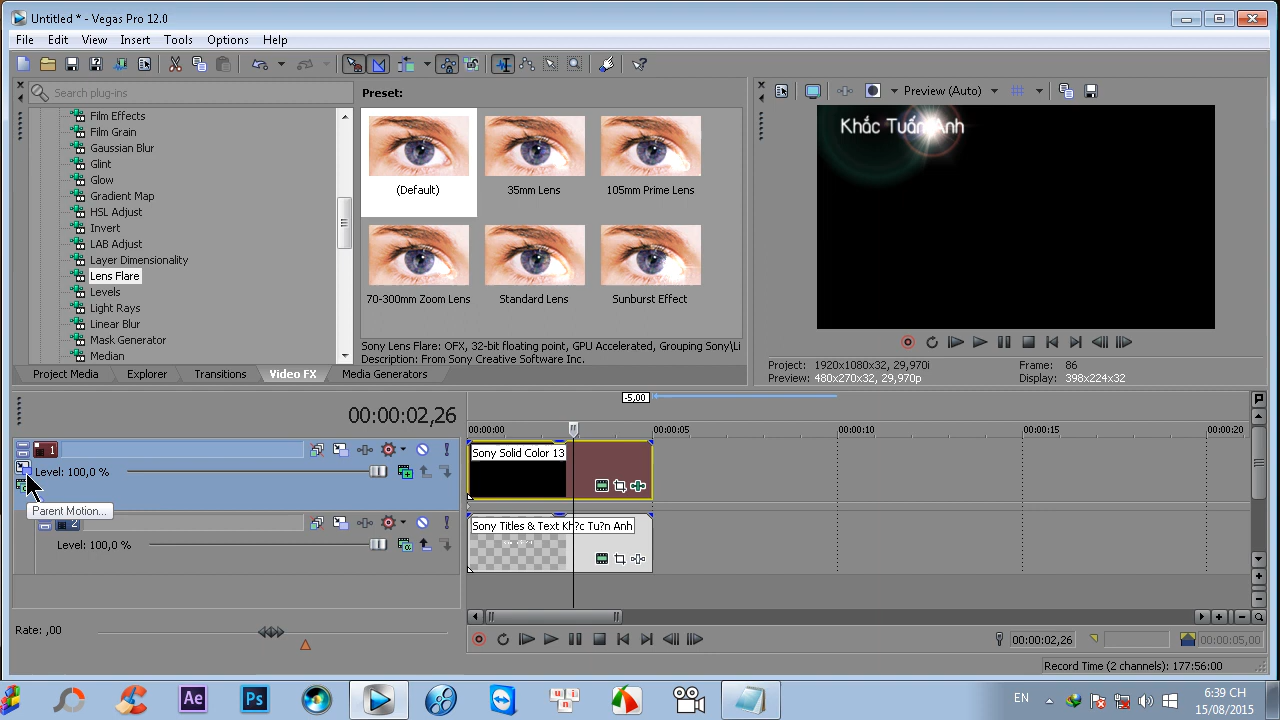 Untitled * - Vegas Pro 12.0
File Edit View Insert Tools Options Help
Search plug-ins
Preset:
Film Effects
Film Grain
Gaussian Blur
Glint
Glow
Gradient Map
HSL Adjust
Invert
LAB Adjust
Layer Dimensionality
Lens Flare
Levels
Light Rays
Linear Blur
Mask Generator
Median
(Default) 35mm Lens 105mm Prime Lens
70-300mm Zoom Lens Standard Lens Sunburst Effect
Sony Lens Flare: OFX, 32-bit floating point, GPU Accelerated, Grouping Sony\Li
Description: From Sony Creative Software Inc.
Project Media Explorer Transitions Video FX Media Generators
Preview (Auto)
Khắc Tuấn Anh
Project: 1920x1080x32, 29,970i Frame: 86
Preview: 480x270x32, 29,970p Display: 398x224x32
00:00:02,26
-5,00
00:00:00 00:00:05 00:00:10 00:00:15 00:00:20
1
Level: 100,0 %
Sony Solid Color 13
Parent Motion...
2
Level: 100,0 %
Sony Titles & Text Kh?c Tu?n Anh
Rate: ,00
00:00:02,26 00:00:05,00
Record Time (2 channels): 177:56:00
Ae Ps EN 6:39 CH
15/08/2015